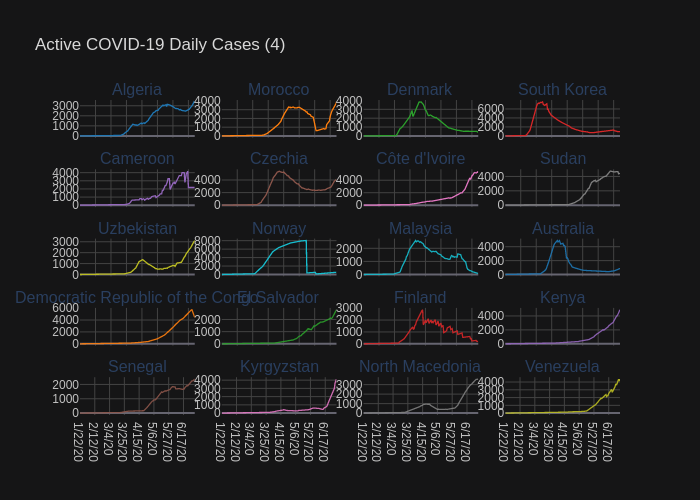 Active COVID-19 Daily Cases (4)
Algeria Morocco Denmark South Korea
3000 2000 1000 0
4000 3000 2000 1000 0
4000 3000 2000 1000 0
6000 4000 2000 0
Cameroon Czechia Côte d'Ivoire Sudan
4000 3000 2000 1000 0
4000 2000 0
4000 2000 0
4000 2000 0
Uzbekistan Norway Malaysia Australia
3000 2000 1000 0
8000 6000 4000 2000 0
2000 1000 0
4000 2000 0
Democratic Republic of the Congo El Salvador Finland Kenya
6000 4000 2000 0
2000 1000 0
3000 2000 1000 0
4000 2000 0
Senegal Kyrgyzstan North Macedonia Venezuela
2000 1000 0
4000 3000 2000 1000 0
3000 2000 1000 0
4000 3000 2000 1000 0
1/22/20 2/12/20 3/4/20 3/25/20 4/15/20 5/6/20 5/27/20 6/17/20
1/22/20 2/12/20 3/4/20 3/25/20 4/15/20 5/6/20 5/27/20 6/17/20
1/22/20 2/12/20 3/4/20 3/25/20 4/15/20 5/6/20 5/27/20 6/17/20
1/22/20 2/12/20 3/4/20 3/25/20 4/15/20 5/6/20 5/27/20 6/17/20